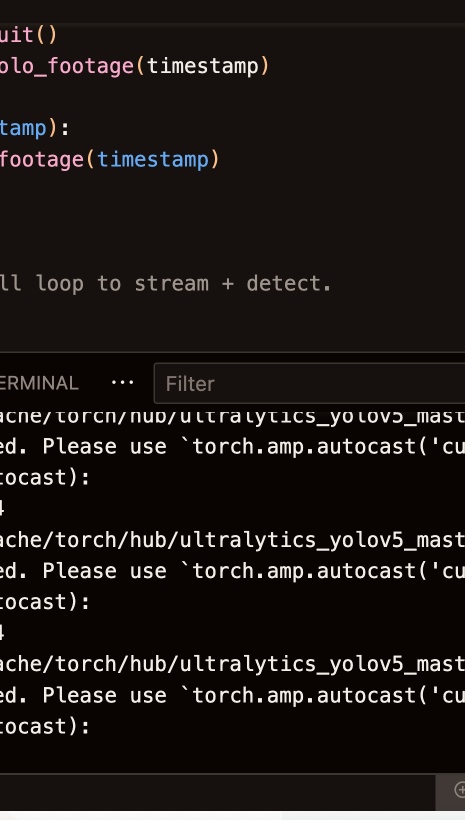 uit()
olo_footage(timestamp)
tamp):
footage(timestamp)
ll loop to stream + detect.
ERMINAL ··· Filter
ache/torch/hub/ultralytics_yolov5_mast
ed. Please use `torch.amp.autocast('cu
tocast):
4
ache/torch/hub/ultralytics_yolov5_mast
ed. Please use `torch.amp.autocast('cu
tocast):
4
ache/torch/hub/ultralytics_yolov5_mast
ed. Please use `torch.amp.autocast('cu
tocast):